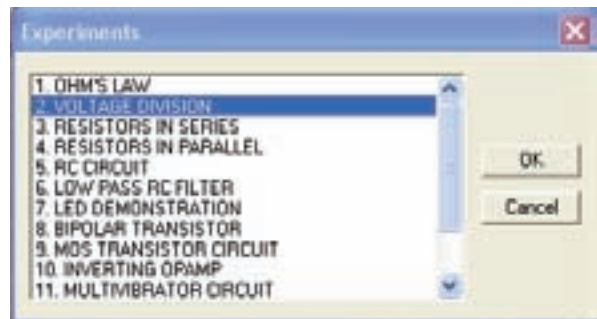 Experiments
1. OHM'S LAW
2. VOLTAGE DIVISION
3. RESISTORS IN SERIES
4. RESISTORS IN PARALLEL
5. RC CIRCUIT
6. LOW PASS RC FILTER
7. LED DEMONSTRATION
8. BIPOLAR TRANSISTOR
9. MOS TRANSISTOR CIRCUIT
10. INVERTING OPAMP
11. MULTIVIBRATOR CIRCUIT
OK
Cancel